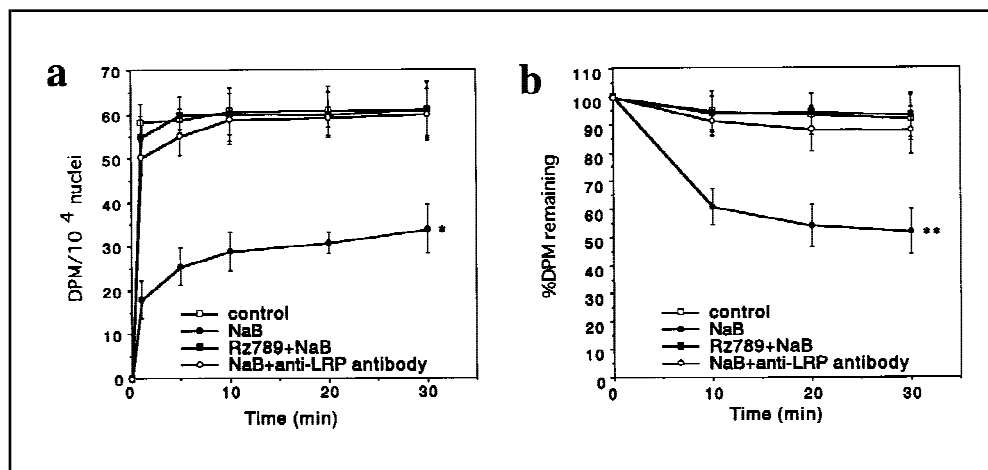 a
70
60
50
40
30
20
10
0
DPM/10 4 nuclei
0 10 20 30
Time (min)
*
control
NaB
Rz789+NaB
NaB+anti-LRP antibody
b
110
100
90
80
70
60
50
40
30
20
10
0
%DPM remaining
0 10 20 30
Time (min)
**
control
NaB
Rz789+NaB
NaB+anti-LRP antibody